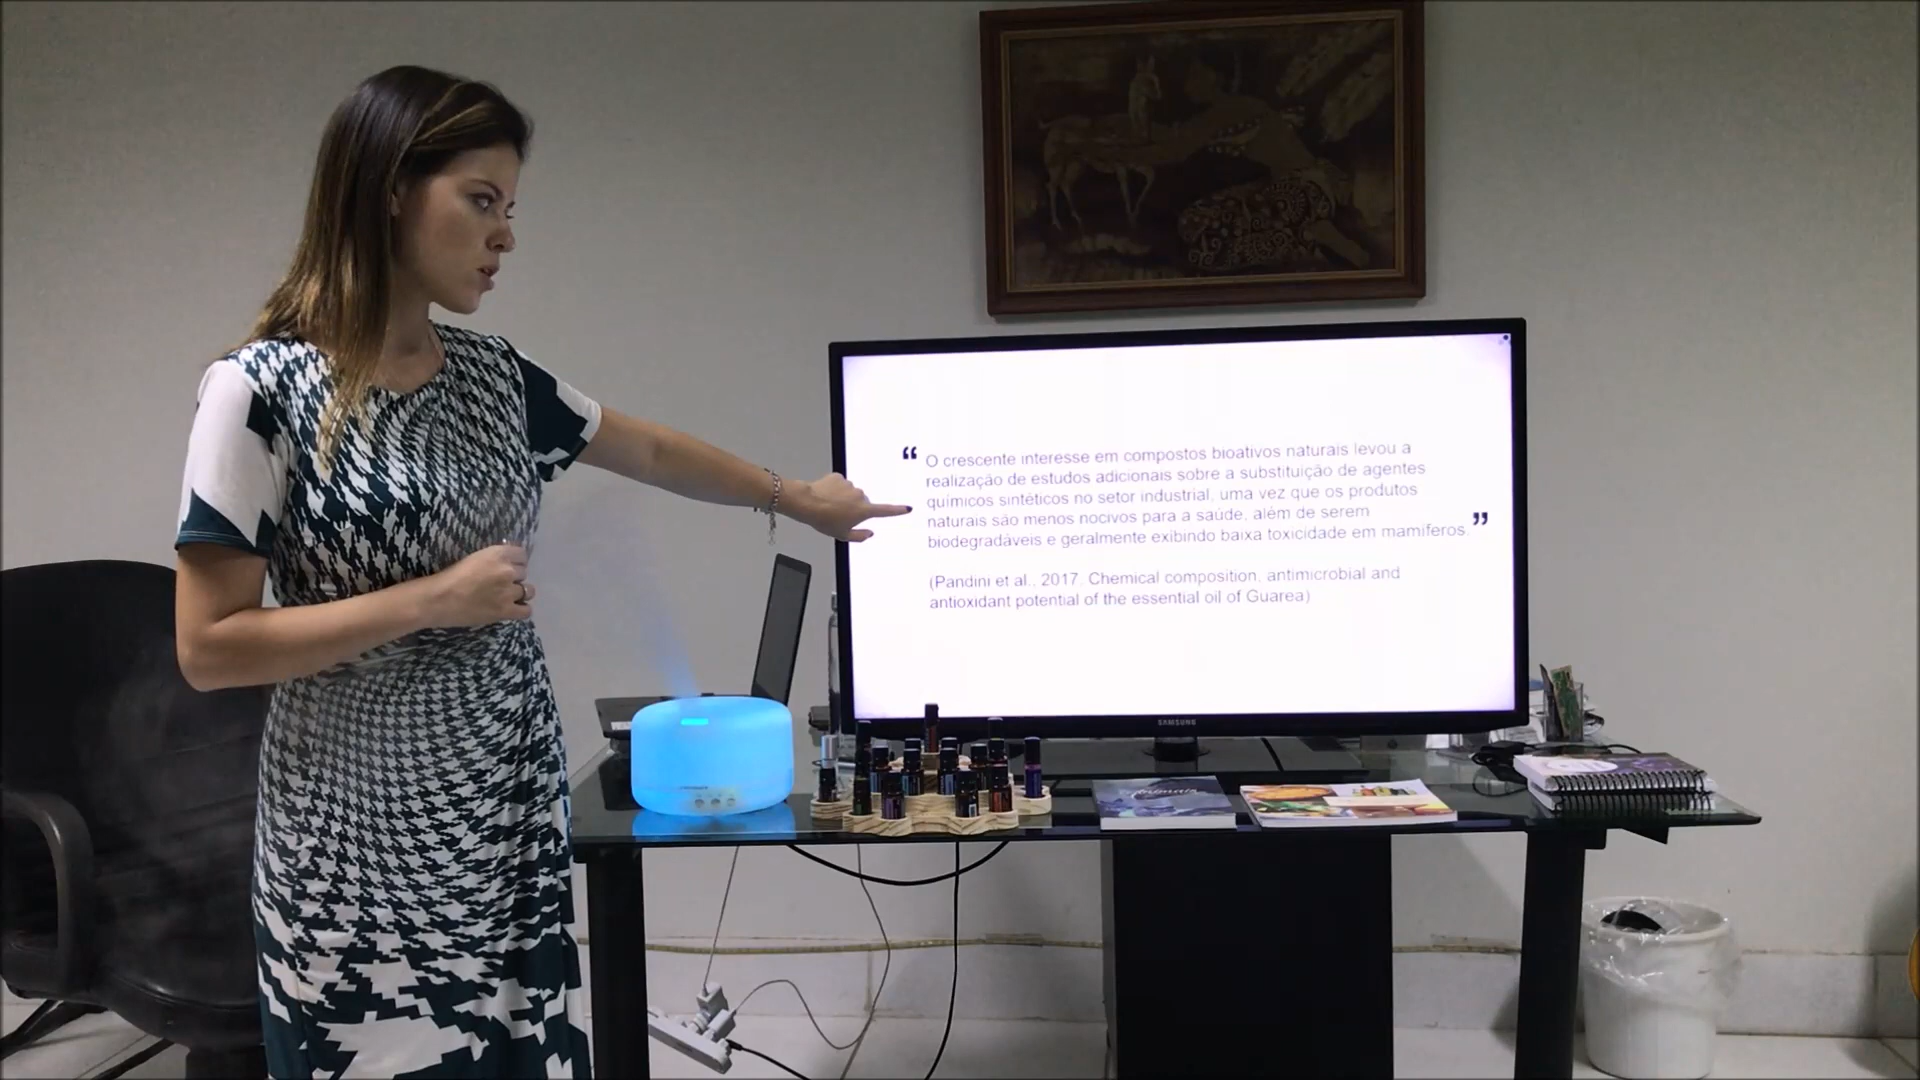 “ O crescente interesse em compostos bioativos naturais levou a
realização de estudos adicionais sobre a substituição de agentes
químicos sintéticos no setor industrial, uma vez que os produtos
naturais são menos nocivos para a saúde, além de serem
biodegradáveis e geralmente exibindo baixa toxicidade em mamíferos. ”
(Pandini et al., 2017. Chemical composition, antimicrobial and
antioxidant potential of the essential oil of Guarea)
SAMSUNG